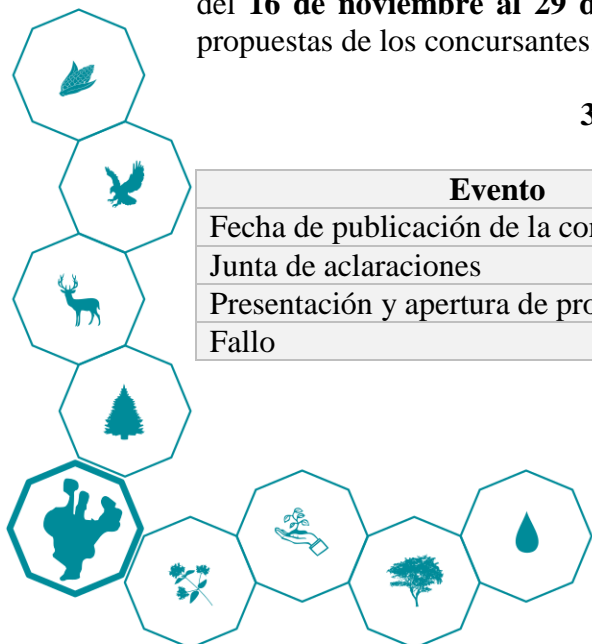 del 16 de noviembre al 29 d
propuestas de los concursantes
3
Evento
Fecha de publicación de la con
Junta de aclaraciones
Presentación y apertura de pro
Fallo